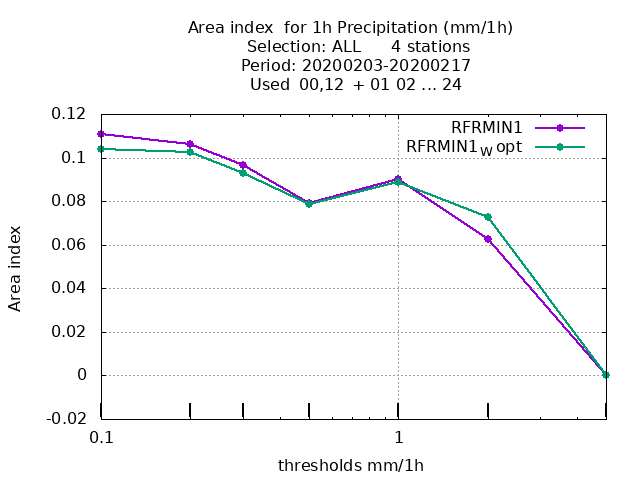 Area index  for 1h Precipitation (mm/1h)
Selection: ALL      4 stations
Period: 20200203-20200217
Used  00,12  + 01 02 ... 24
RFRMIN1
RFRMIN1W opt
0.12
0.1
0.08
0.06
0.04
0.02
0
-0.02
Area index
0.1
1
thresholds mm/1h